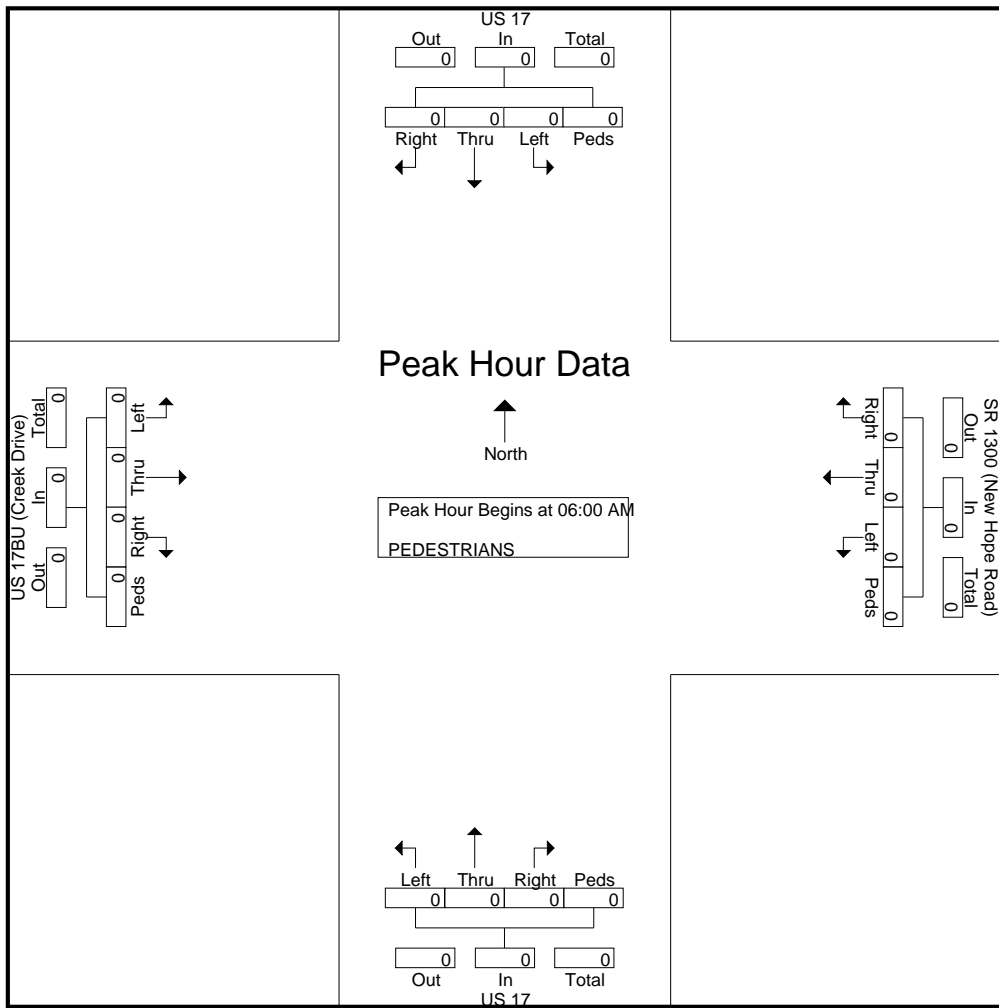 US 17
Out In Total
0 0 0
0 0 0 0
Right Thru Left Peds
Peak Hour Data
North
Peak Hour Begins at 06:00 AM
PEDESTRIANS
US 17BU (Creek Drive)
Out In Total
0 0 0
0 0 0 0
Left Thru Right Peds
SR 1300 (New Hope Road)
Out In Total
0 0 0
0 0 0 0
Right Thru Left Peds
Left Thru Right Peds
0 0 0 0
0 0 0
Out In Total
US 17